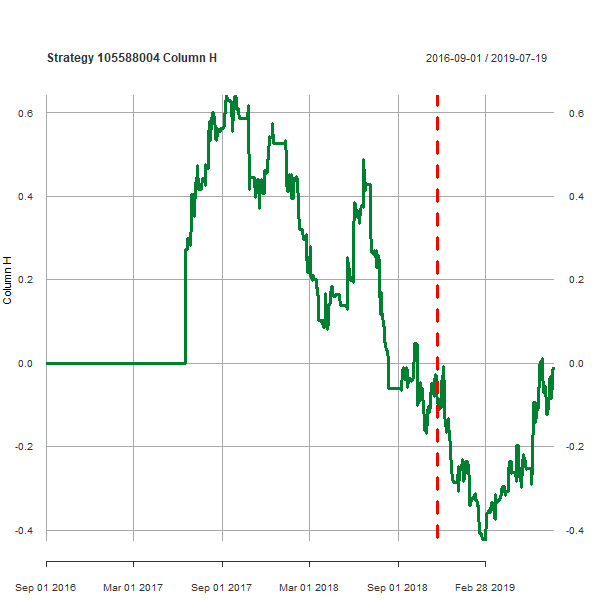 Strategy 105588004 Column H
2016-09-01 / 2019-07-19
0.6
0.6
0.4
0.4
0.2
0.2
Column H
0.0
0.0
-0.2
-0.2
-0.4
-0.4
Sep 01 2016
Mar 01 2017
Sep 01 2017
Mar 01 2018
Sep 01 2018
Feb 28 2019